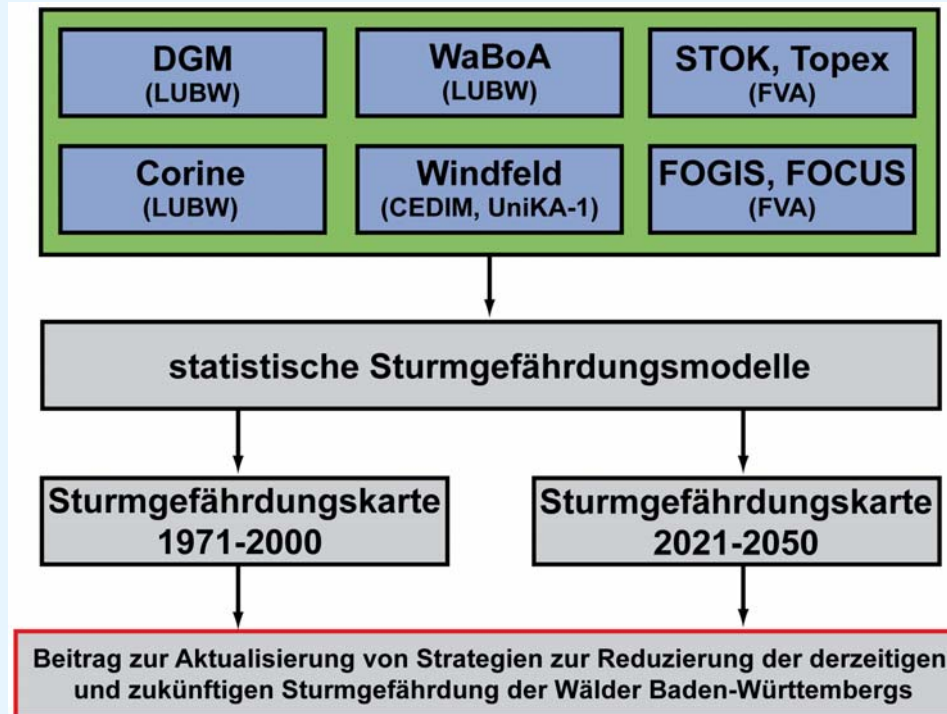 DGM
(LUBW)
WaBoA
(LUBW)
STOK, Topex
(FVA)
Corine
(LUBW)
Windfeld
(CEDIM, UniKA-1)
FOGIS, FOCUS
(FVA)
statistische Sturmgefährdungsmodelle
Sturmgefährdungskarte
1971-2000
Sturmgefährdungskarte
2021-2050
Beitrag zur Aktualisierung von Strategien zur Reduzierung der derzeitigen
und zukünftigen Sturmgefährdung der Wälder Baden-Württembergs